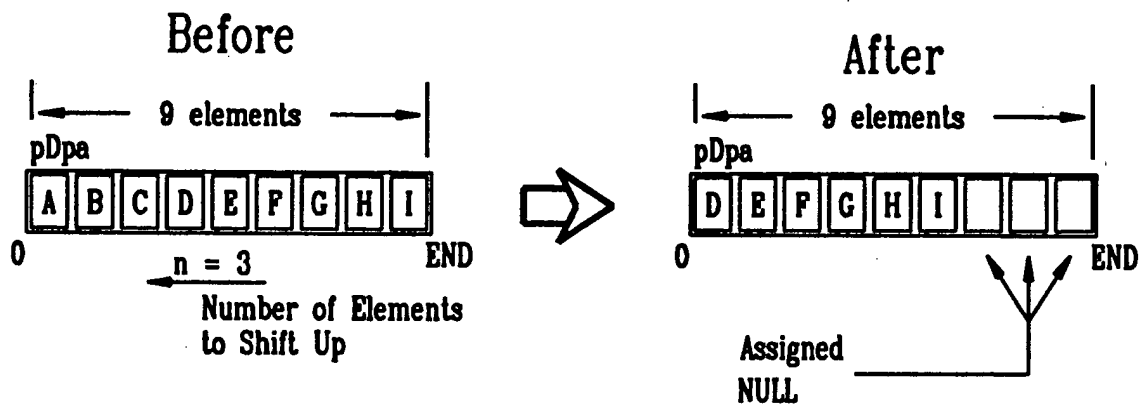 Before
9 elements
pDpa
A B C D E F G H I
0
END
n = 3
Number of Elements
to Shift Up
After
9 elements
pDpa
D E F G H I
0
END
Assigned
NULL